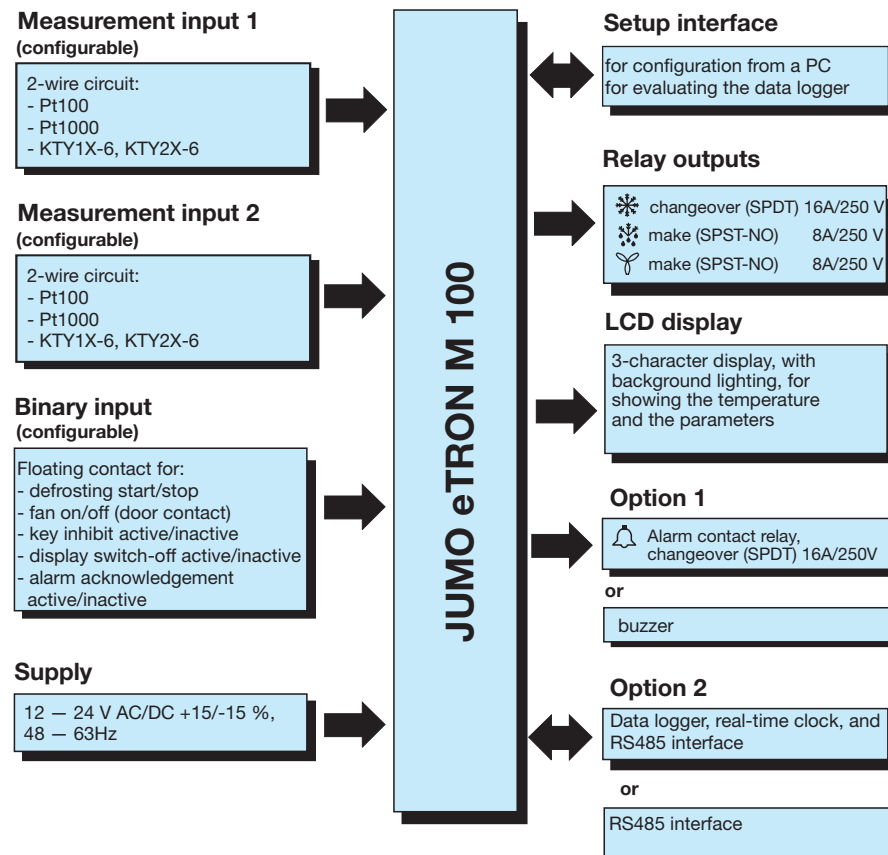 Measurement input 1
(configurable)
2-wire circuit:
- Pt100
- Pt1000
- KTY1X-6, KTY2X-6
Measurement input 2
(configurable)
2-wire circuit:
- Pt100
- Pt1000
- KTY1X-6, KTY2X-6
Binary input
(configurable)
Floating contact for:
- defrosting start/stop
- fan on/off (door contact)
- key inhibit active/inactive
- display switch-off active/inactive
- alarm acknowledgement
active/inactive
Supply
12 — 24 V AC/DC +15/-15 %,
48 — 63Hz
JUMO eTRON M 100
Setup interface
for configuration from a PC
for evaluating the data logger
Relay outputs
changeover (SPDT) 16A/250 V
make (SPST-NO) 8A/250 V
make (SPST-NO) 8A/250 V
LCD display
3-character display, with
background lighting, for
showing the temperature
and the parameters
Option 1
Alarm contact relay,
changeover (SPDT) 16A/250V
or
buzzer
Option 2
Data logger, real-time clock, and
RS485 interface
or
RS485 interface